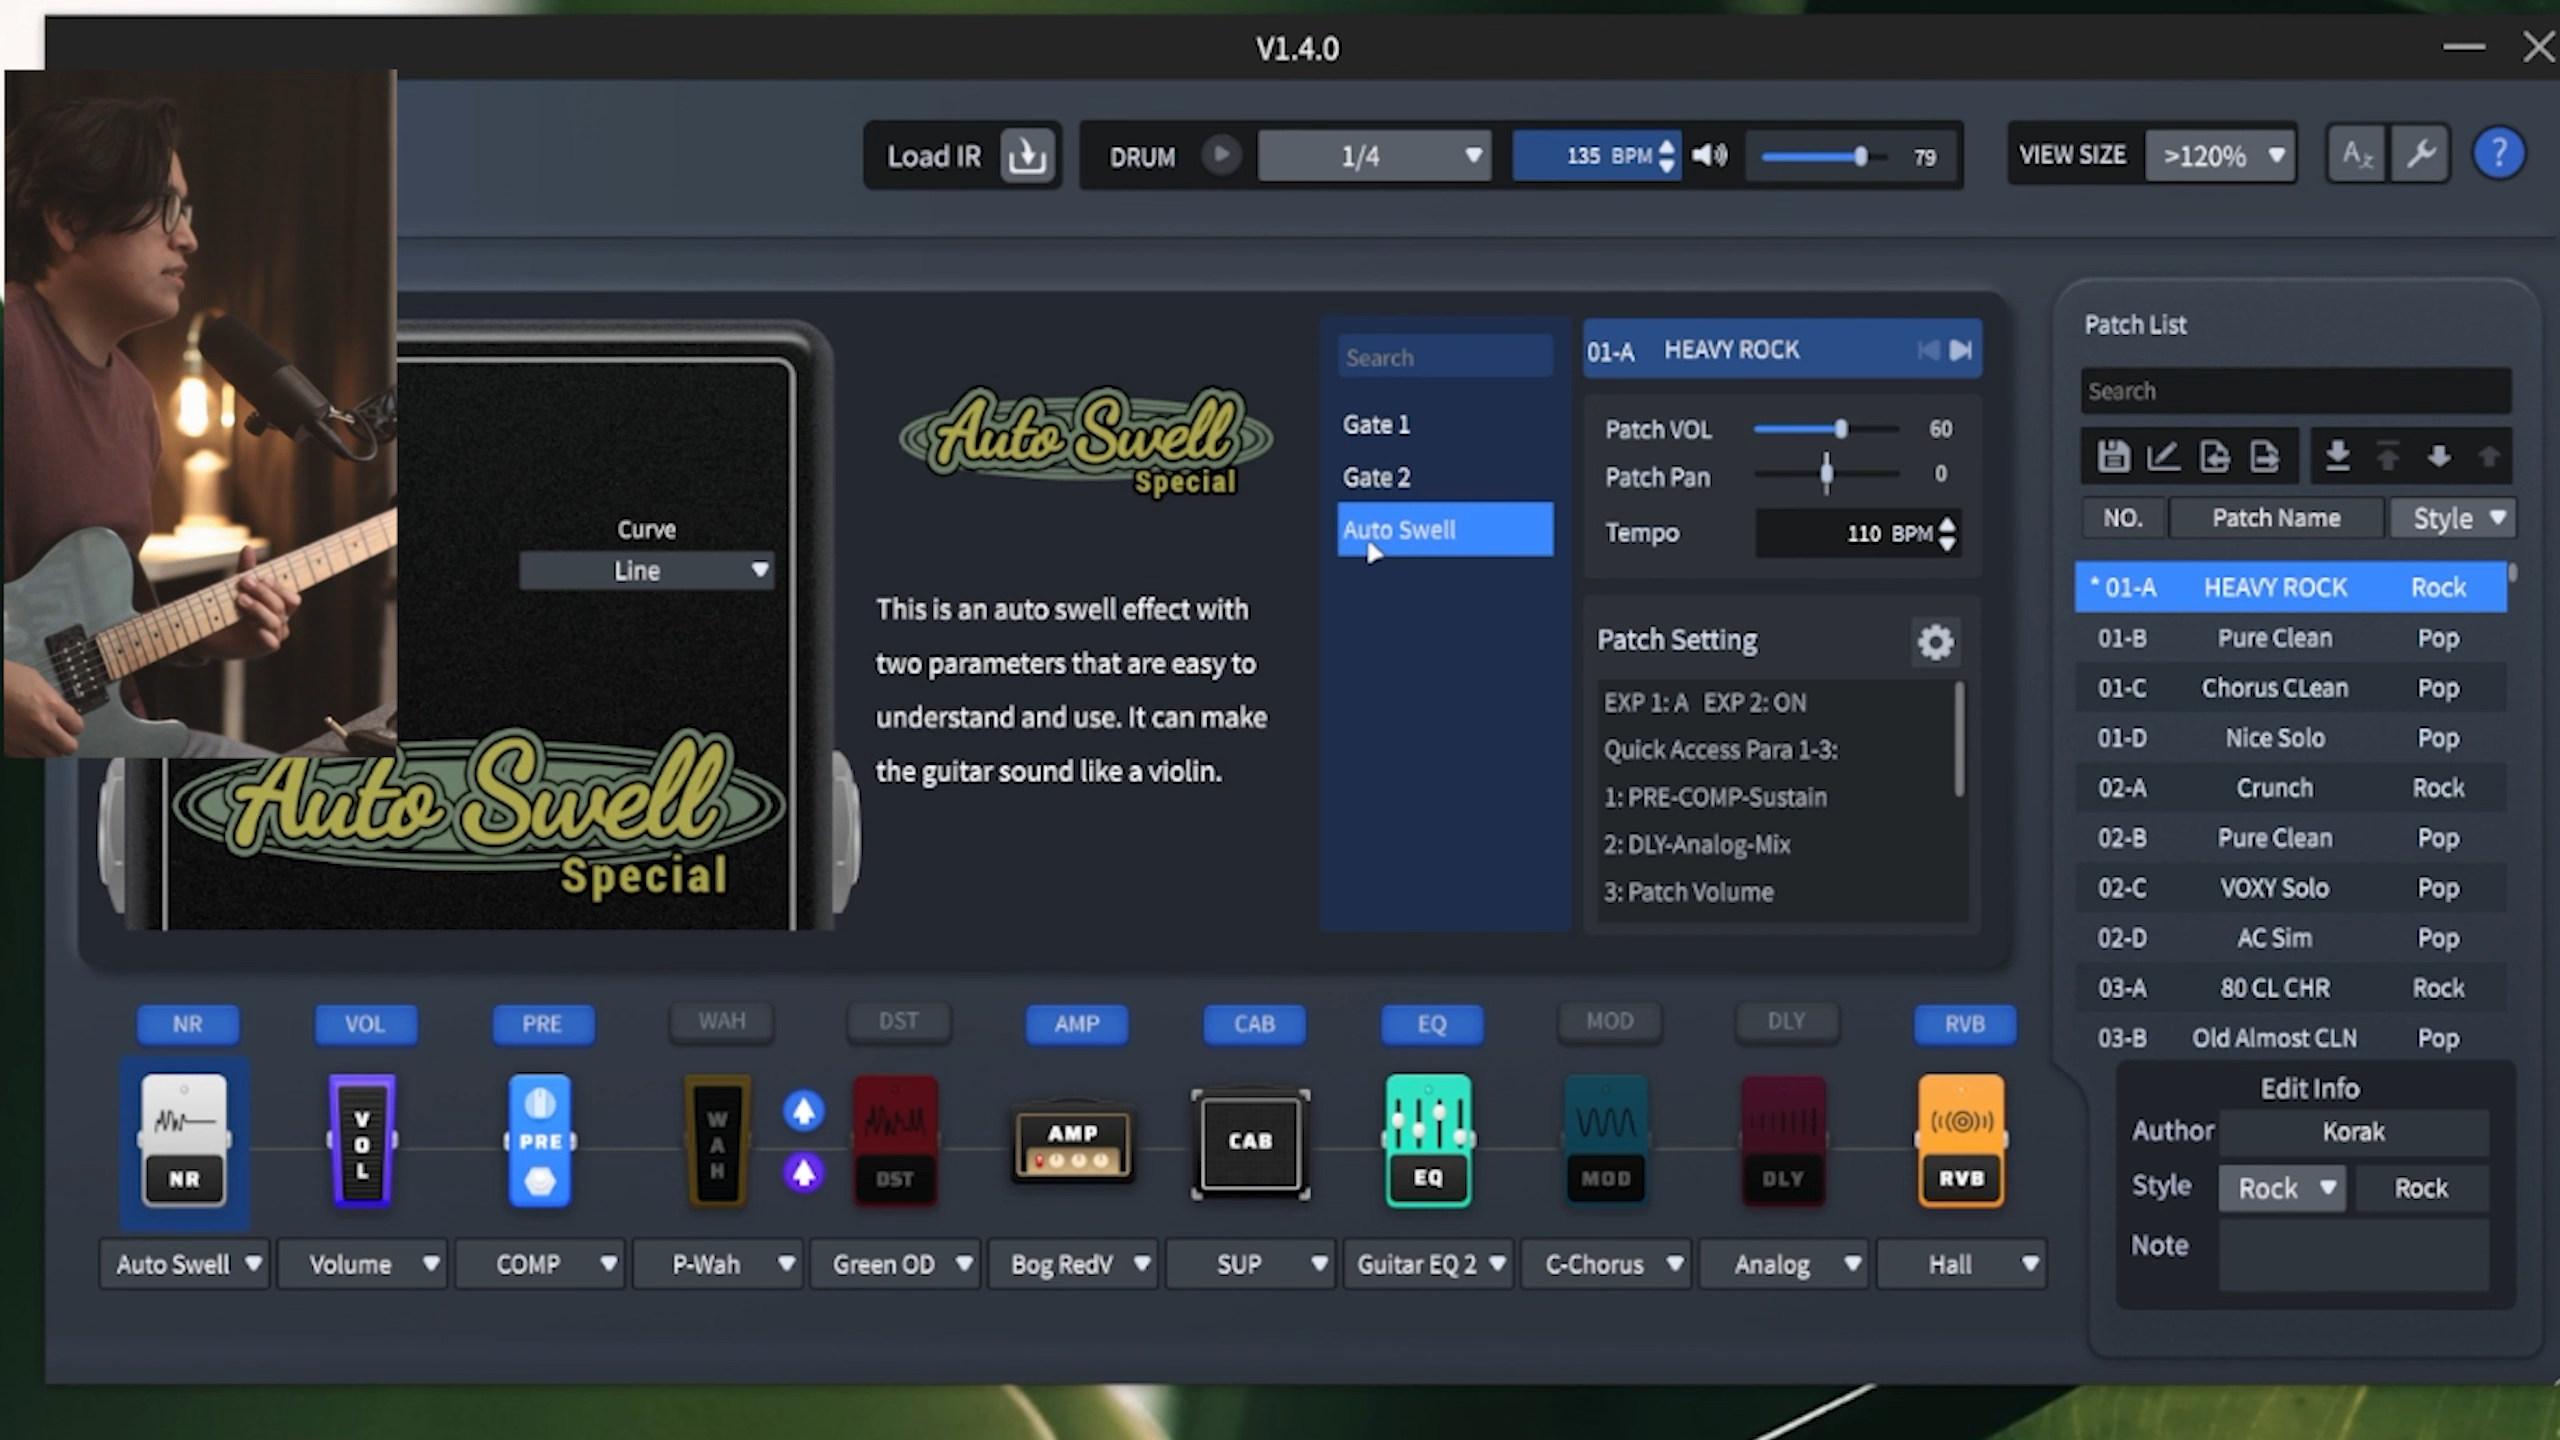 V1.4.0
Load IR
DRUM
1/4
135 BPM
79
VIEW SIZE
>120%
?
Auto Swell
Special
Curve
Line
This is an auto swell effect with
two parameters that are easy to
understand and use. It can make
the guitar sound like a violin.
Auto Swell
Special
Search
Gate 1
Gate 2
Auto Swell
01-A HEAVY ROCK
Patch VOL 60
Patch Pan 0
Tempo 110 BPM
Patch Setting
EXP 1: A EXP 2: ON
Quick Access Para 1-3:
1: PRE-COMP-Sustain
2: DLY-Analog-Mix
3: Patch Volume
Patch List
Search
NO. Patch Name Style
* 01-A HEAVY ROCK Rock
01-B Pure Clean Pop
01-C Chorus CLean Pop
01-D Nice Solo Pop
02-A Crunch Rock
02-B Pure Clean Pop
02-C VOXY Solo Pop
02-D AC Sim Pop
03-A 80 CL CHR Rock
03-B Old Almost CLN Pop
Edit Info
Author Korak
Style Rock Rock
Note
NR VOL PRE WAH DST AMP CAB EQ MOD DLY RVB
NR VOL PRE WAH DST AMP CAB EQ MOD DLY RVB
Auto Swell Volume COMP P-Wah Green OD Bog RedV SUP Guitar EQ 2 C-Chorus Analog Hall